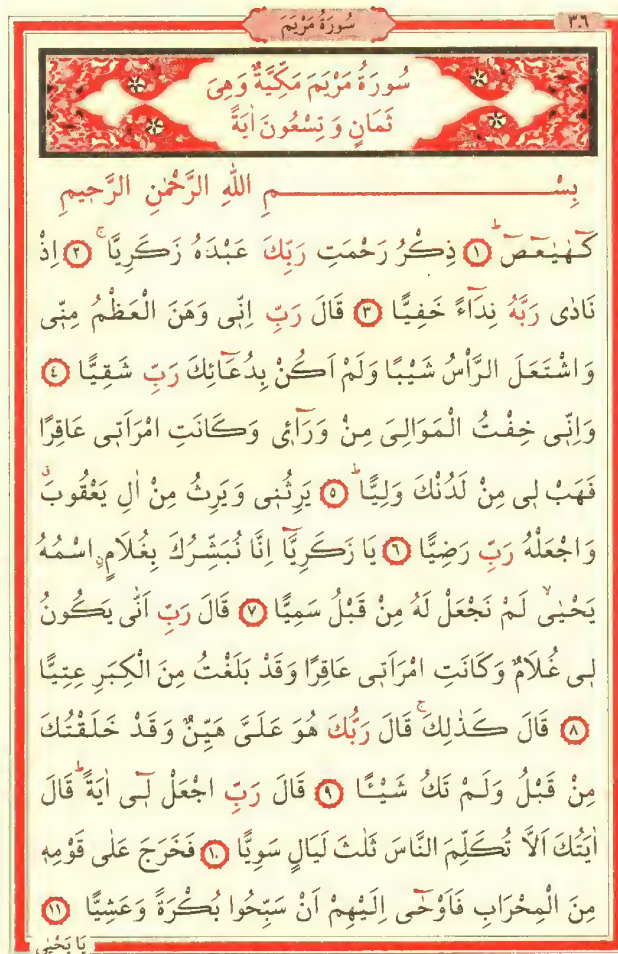 سُورَةُ مَرْيَمَ
٣٠٦
سُورَةُ مَرْيَمَ مَكِّيَّةٌ وَهِىَ
ثَمَانٍ وَ تِسْعُونَ اٰيَةً
بِسْمِ اللّٰهِ الرَّحْمٰنِ الرَّحِيمِ
كٓهٰيٰعٓصٓۜ ١ ذِكْرُ رَحْمَتِ رَبِّكَ عَبْدَهُ زَكَرِيَّاۚ ٢ اِذْ
نَادٰى رَبَّهُ نِدَٓاءً خَفِيًّا ٣ قَالَ رَبِّ اِنّٖى وَهَنَ الْعَظْمُ مِنّٖى
وَاشْتَعَلَ الرَّاْسُ شَيْبًا وَلَمْ اَكُنْ بِدُعَٓائِكَ رَبِّ شَقِيًّا ٤
وَاِنّٖى خِفْتُ الْمَوَالِىَ مِنْ وَرَٓائٖى وَكَانَتِ امْرَاَتٖى عَاقِرًا
فَهَبْ لٖى مِنْ لَدُنْكَ وَلِيًّاۜ ٥ يَرِثُنٖى وَيَرِثُ مِنْ اٰلِ يَعْقُوبَۗ
وَاجْعَلْهُ رَبِّ رَضِيًّا ٦ يَا زَكَرِيَّٓا اِنَّا نُبَشِّرُكَ بِغُلَامٍۨ اسْمُهُ
يَحْيٰىۙ لَمْ نَجْعَلْ لَهُ مِنْ قَبْلُ سَمِيًّا ٧ قَالَ رَبِّ اَنّٰى يَكُونُ
لٖى غُلَامٌ وَكَانَتِ امْرَاَتٖى عَاقِرًا وَقَدْ بَلَغْتُ مِنَ الْكِبَرِ عِتِيًّا
٨ قَالَ كَذٰلِكَۚ قَالَ رَبُّكَ هُوَ عَلَىَّ هَيِّنٌ وَقَدْ خَلَقْتُكَ
مِنْ قَبْلُ وَلَمْ تَكُ شَيْـًٔا ٩ قَالَ رَبِّ اجْعَلْ لٖٓى اٰيَةًۜ قَالَ
اٰيَتُكَ اَلَّا تُكَلِّمَ النَّاسَ ثَلٰثَ لَيَالٍ سَوِيًّا ١٠ فَخَرَجَ عَلٰى قَوْمِهٖ
مِنَ الْمِحْرَابِ فَاَوْحٰٓى اِلَيْهِمْ اَنْ سَبِّحُوا بُكْرَةً وَعَشِيًّا ١١
يَا يَحْيٰى